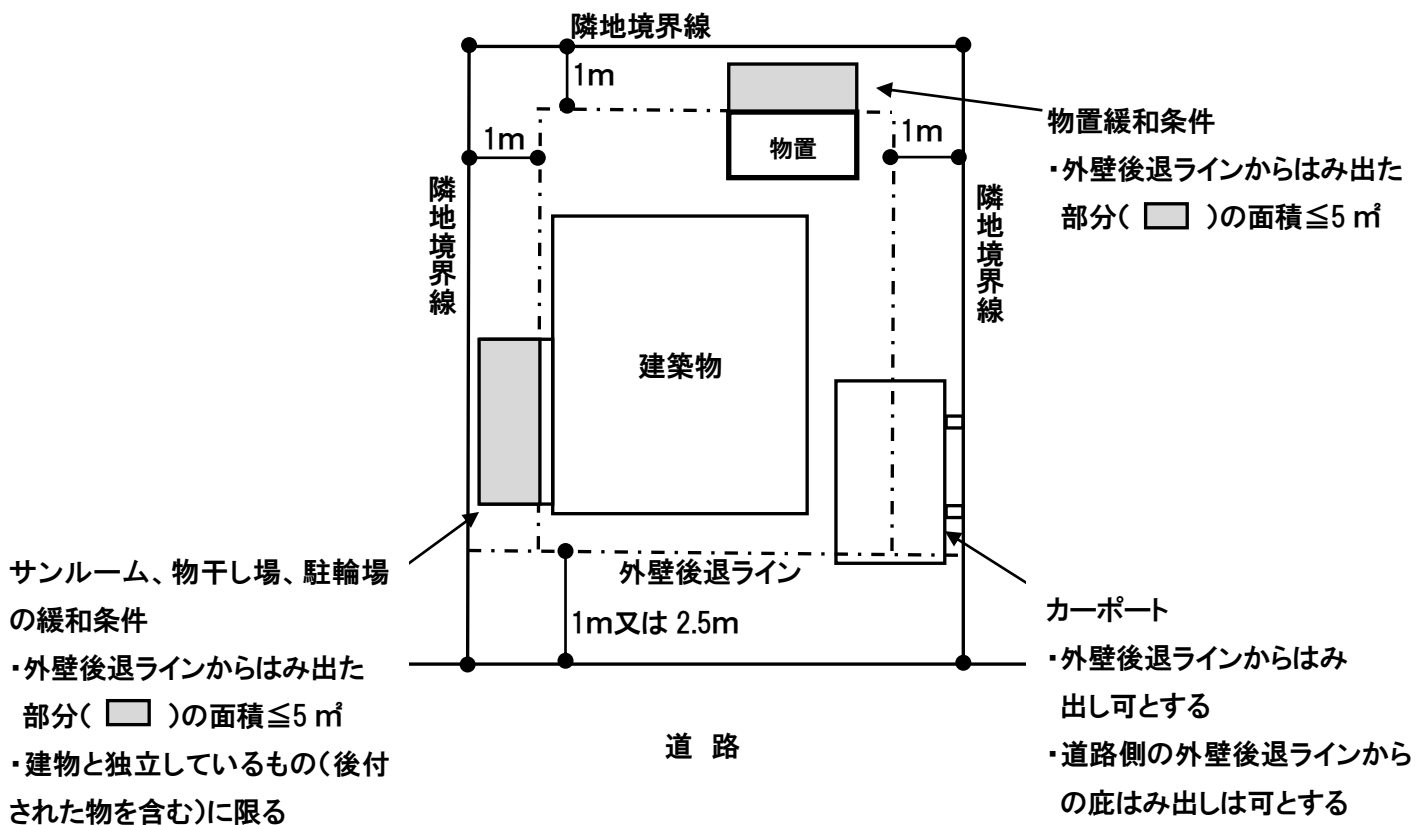 隣地境界線
1m
1m
1m
物置
隣地境界線
隣地境界線
物置緩和条件
・外壁後退ラインからはみ出た
部分( )の面積≦5 ㎡
建築物
外壁後退ライン
1m又は 2.5m
サンルーム、物干し場、駐輪場
の緩和条件
・外壁後退ラインからはみ出た
部分( )の面積≦5 ㎡
・建物と独立しているもの(後付
された物を含む)に限る
カーポート
・外壁後退ラインからはみ
出し可とする
・道路側の外壁後退ラインから
の庇はみ出しは可とする
道 路